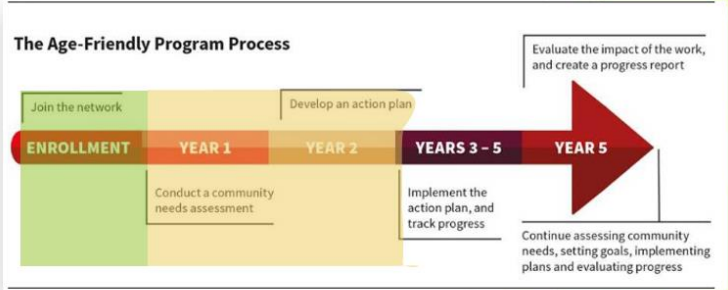 The Age-Friendly Program Process
Evaluate the impact of the work,
and create a progress report
Join the network
Develop an action plan
ENROLLMENT
YEAR 1
YEAR 2
YEARS 3 – 5
YEAR 5
Conduct a community
needs assessment
Implement the
action plan, and
track progress
Continue assessing community
needs, setting goals, implementing
plans and evaluating progress